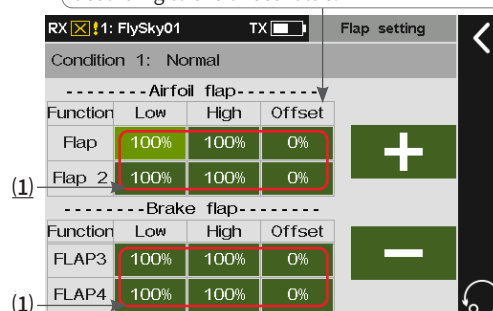 RX !1: FlySky01 TX Flap setting
Condition 1: Normal
--------Airfoil flap--------
Function Low High Offset
Flap 100% 100% 0%
Flap 2 100% 100% 0%
(1)
--------Brake flap--------
Function Low High Offset
FLAP3 100% 100% 0%
FLAP4 100% 100% 0%
(1)